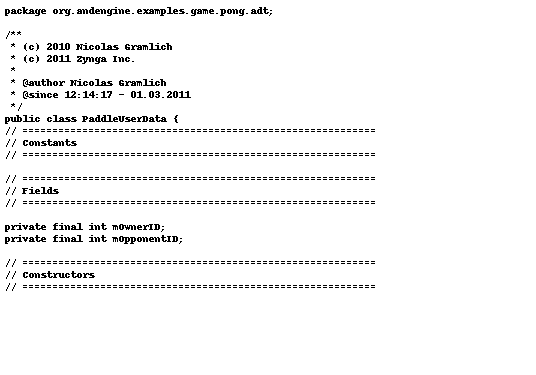 package org.andengine.examples.game.pong.adt;

/**
 * (c) 2010 Nicolas Gramlich
 * (c) 2011 Zynga Inc.
 *
 * @author Nicolas Gramlich
 * @since 12:14:17 - 01.03.2011
 */
public class PaddleUserData {
// ===========================================================
// Constants
// ===========================================================

// ===========================================================
// Fields
// ===========================================================

private final int mOwnerID;
private final int mOpponentID;

// ===========================================================
// Constructors
// ===========================================================